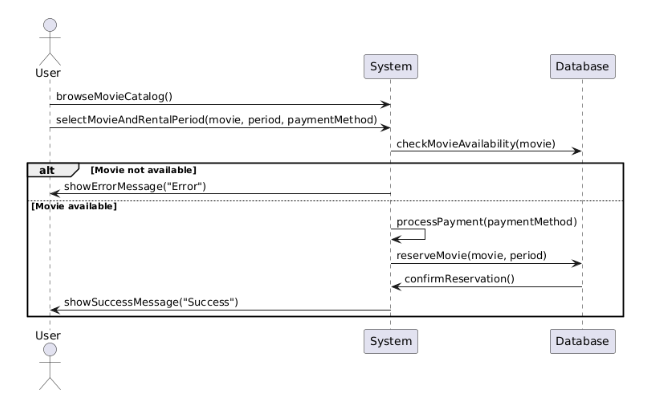 User
System
Database
browseMovieCatalog()
selectMovieAndRentalPeriod(movie, period, paymentMethod)
checkMovieAvailability(movie)
alt
[Movie not available]
showErrorMessage("Error")
[Movie available]
processPayment(paymentMethod)
reserveMovie(movie, period)
confirmReservation()
showSuccessMessage("Success")
User
System
Database